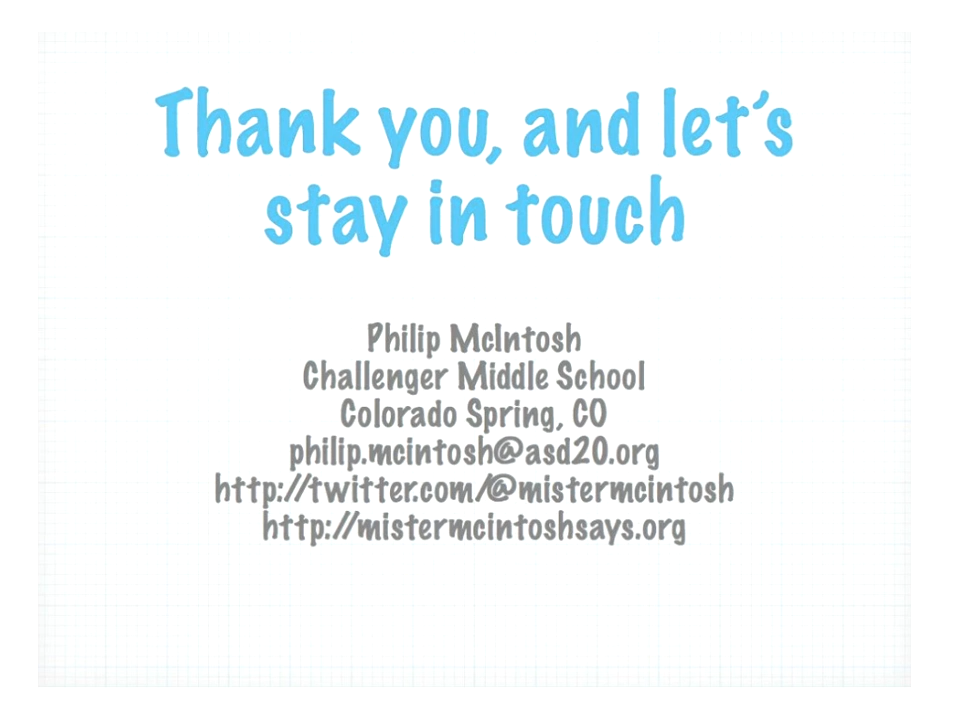 Thank you, and let's
stay in touch
Philip McIntosh
Challenger Middle School
Colorado Spring, CO
philip.mcintosh@asd20.org
http://twitter.com/@mistermcintosh
http://mistermcintoshsays.org